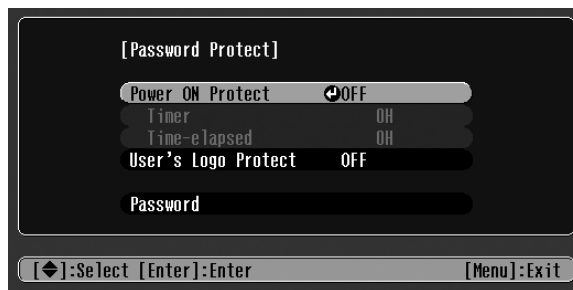 [Password Protect]
Power ON Protect OFF
Timer 0H
Time-elapsed 0H
User's Logo Protect OFF
Password
[◆]:Select [Enter]:Enter [Menu]:Exit